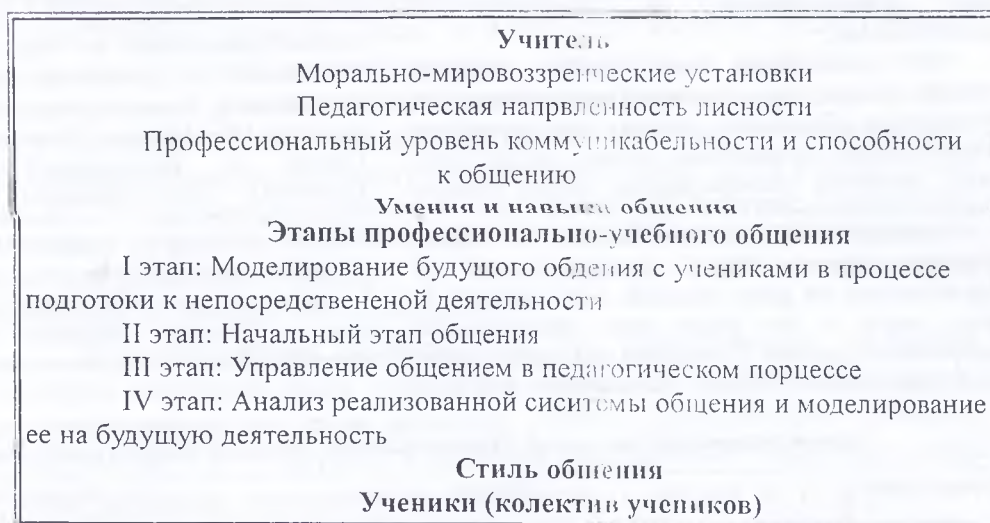 Учитель
Морально-мировоззренческие установки
Педагогическая напрвленность лисности
Профессиональный уровень коммуникабельности и способности
к общению
Умения и навыки общения
Этапы профессионально-учебного общения
I этап: Моделирование будущого обдения с учениками в процессе
подготоки к непосредствененой деятельности
II этап: Начальный этап общения
III этап: Управление общением в педагогическом порцессе
IV этап: Анализ реализованной сиситемы общения и моделирование
ее на будущую деятельность
Стиль общения
Ученики (колектив учеников)